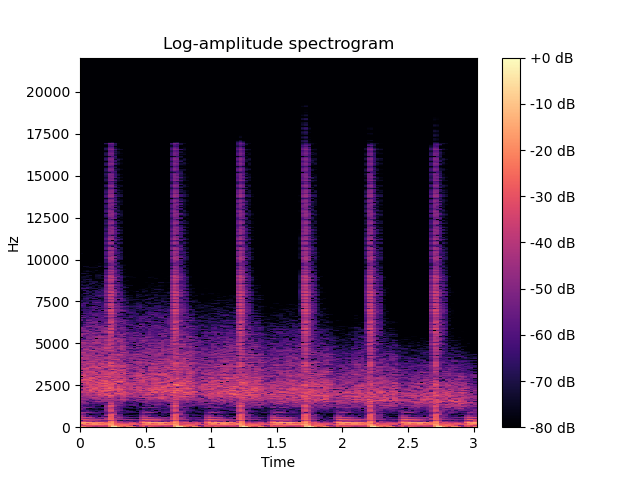 Log-amplitude spectrogram
Hz
20000
17500
15000
12500
10000
7500
5000
2500
0
0 0.5 1 1.5 2 2.5 3
Time
+0 dB
-10 dB
-20 dB
-30 dB
-40 dB
-50 dB
-60 dB
-70 dB
-80 dB